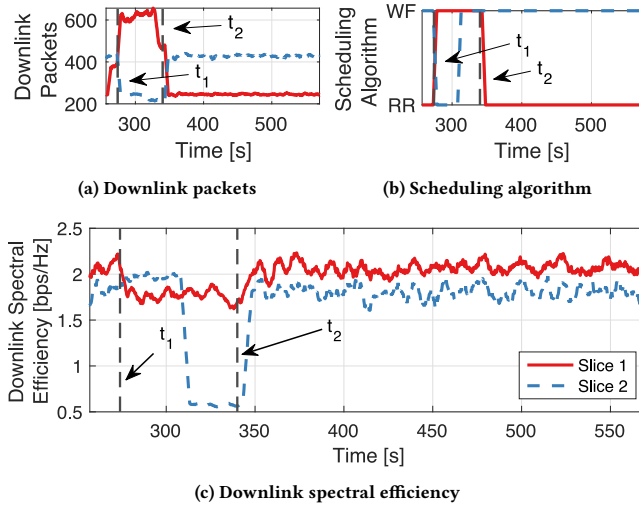 600
400
200
Downlink
Packets
t₂
t₁
300 400 500
Time [s]
(a) Downlink packets
WF
RR
Scheduling
Algorithm
t₁
t₂
300 400 500
Time [s]
(b) Scheduling algorithm
2.5
2
1.5
1
0.5
Downlink Spectral
Efficiency [bps/Hz]
t₁
t₂
Slice 1
Slice 2
300 350 400 450 500 550
Time [s]
(c) Downlink spectral efficiency